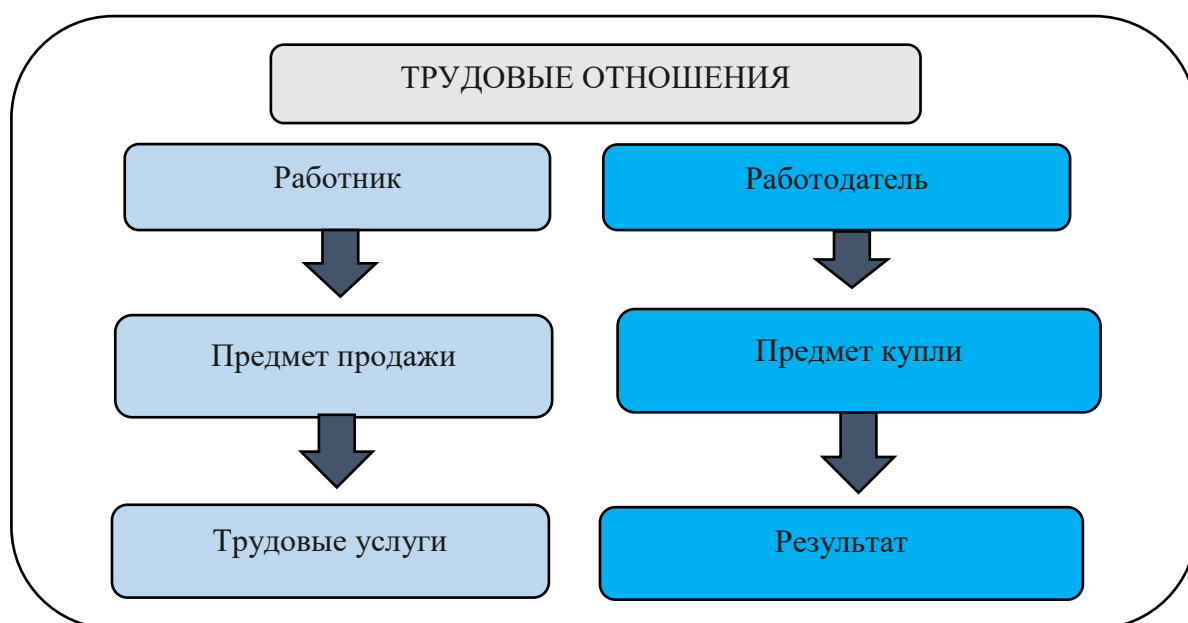 ТРУДОВЫЕ ОТНОШЕНИЯ
Работник
Работодатель
Предмет продажи
Предмет купли
Трудовые услуги
Результат